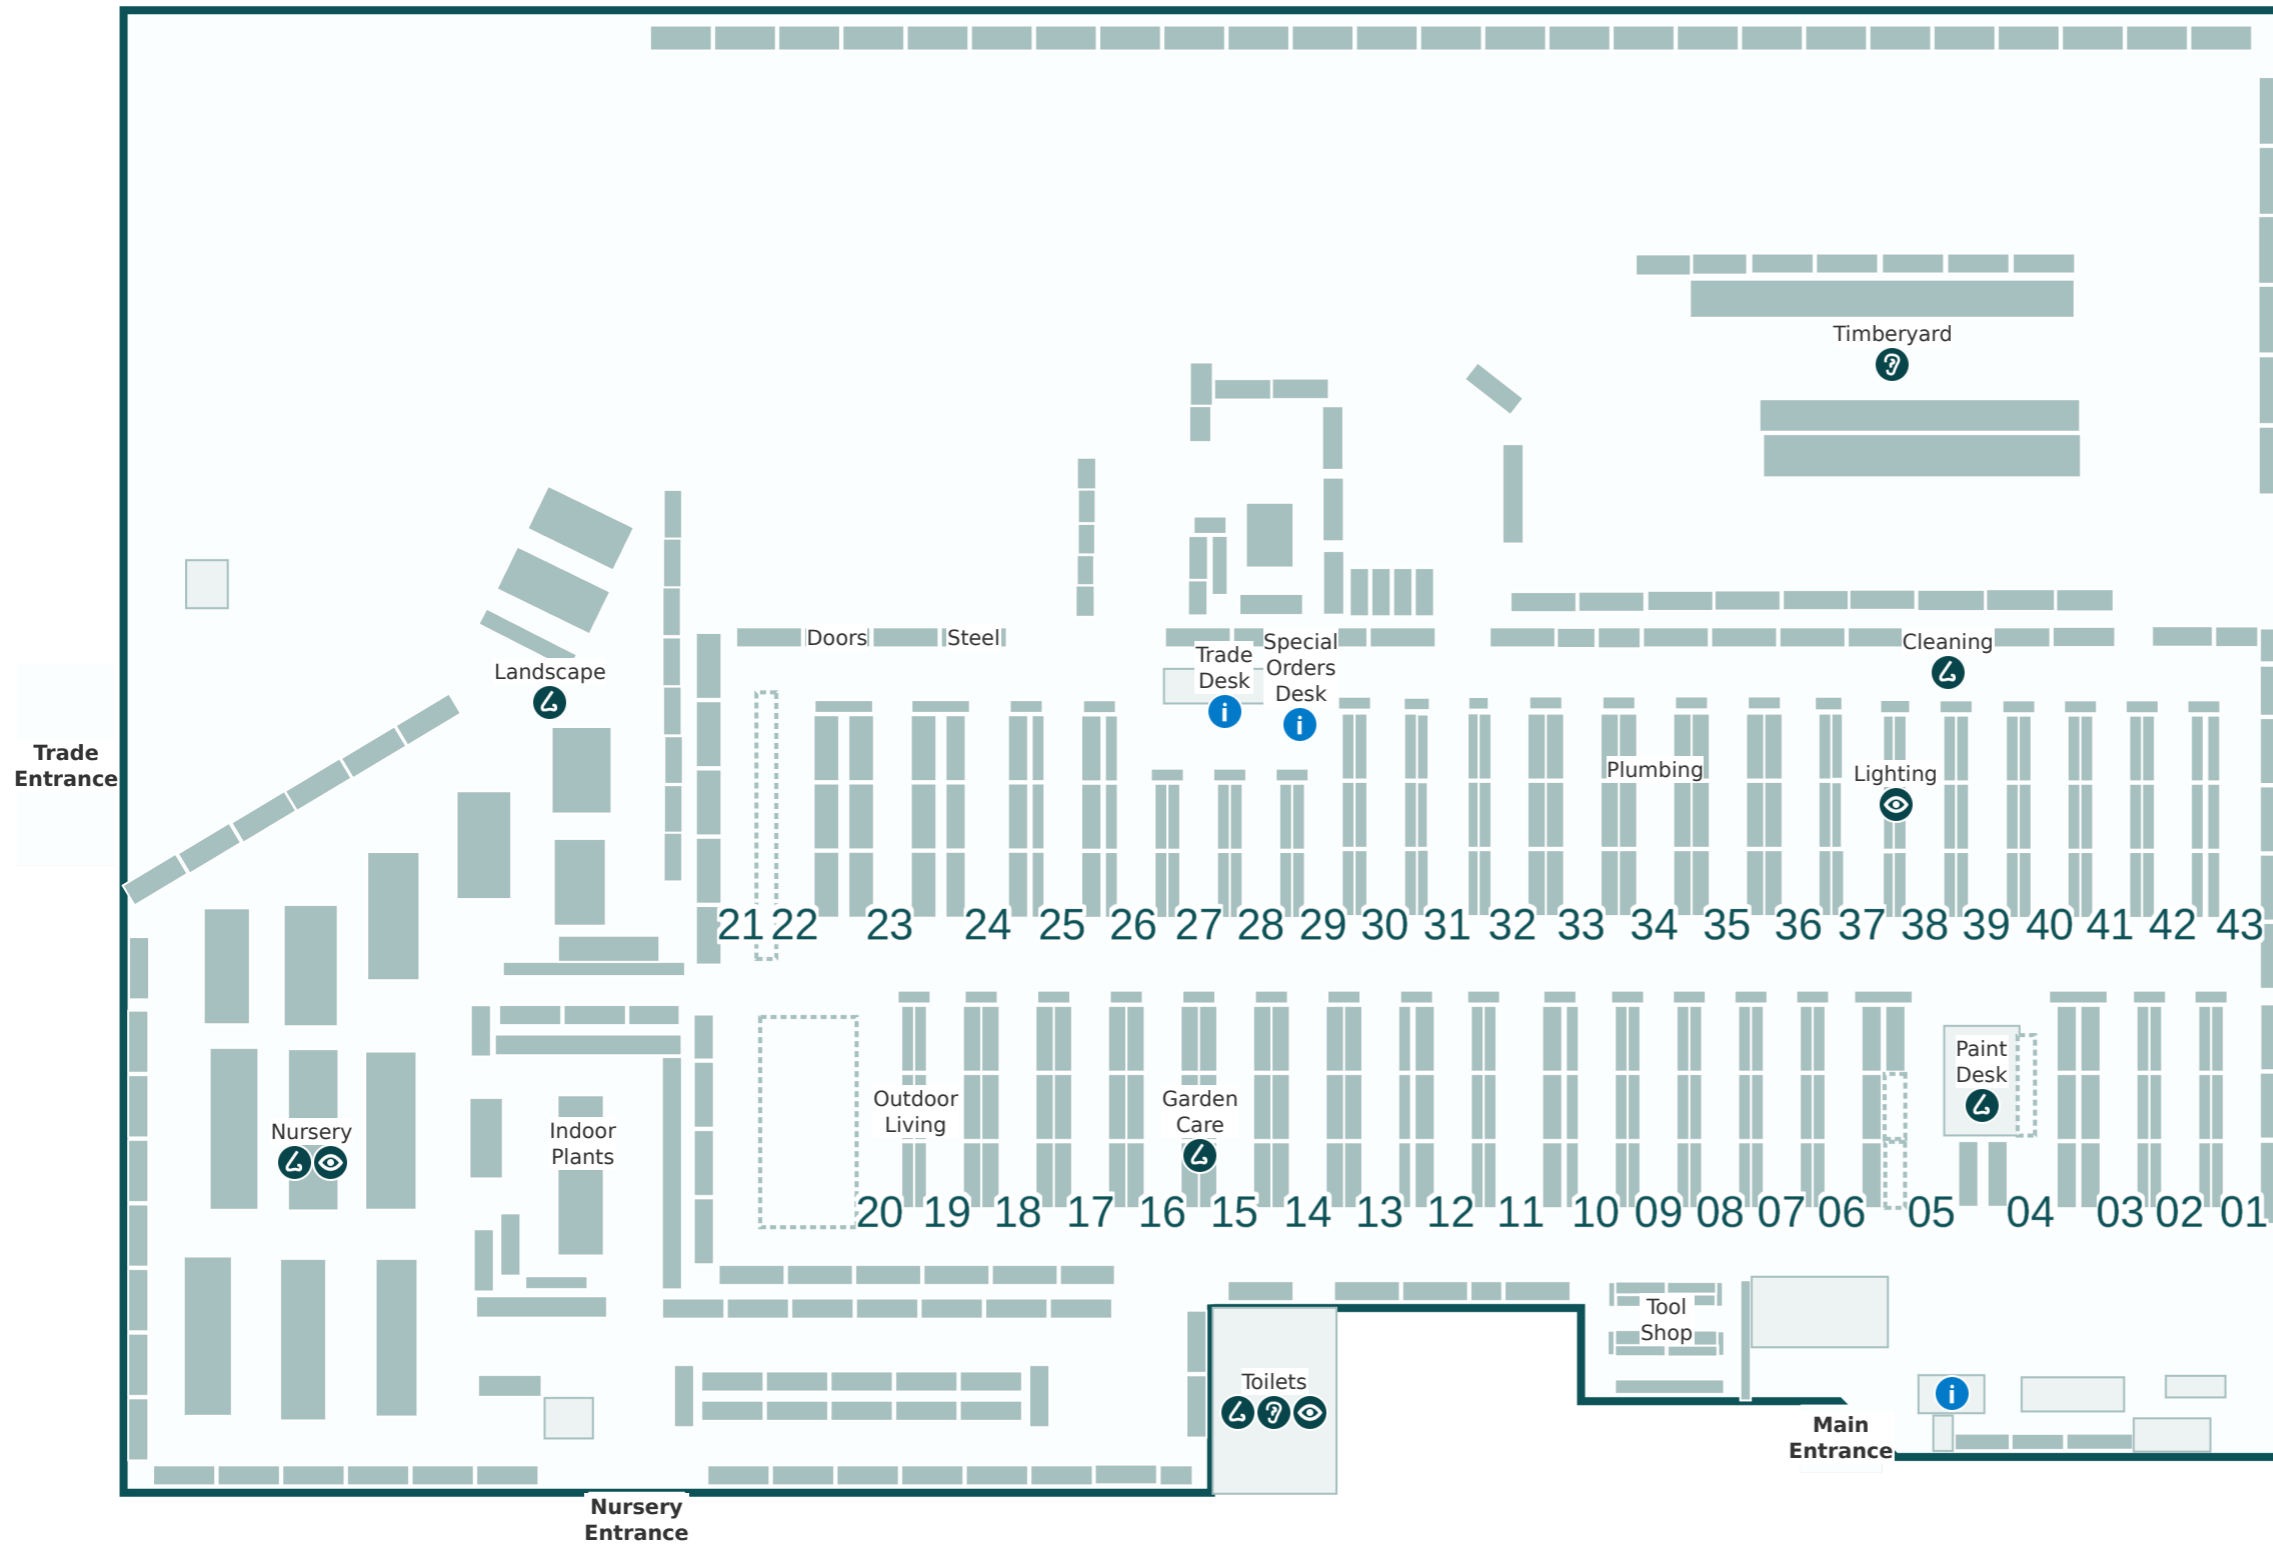 Timberyard
Doors
Steel
Special
Orders
Desk
Trade
Desk
Cleaning
Landscape
Trade
Entrance
Plumbing
Lighting
21 22 23 24 25 26 27 28 29 30 31 32 33 34 35 36 37 38 39 40 41 42 43
Paint
Desk
Outdoor
Living
Garden
Care
Nursery
Indoor
Plants
20 19 18 17 16 15 14 13 12 11 10 09 08 07 06 05 04 03 02 01
Tool
Shop
Toilets
Main
Entrance
Nursery
Entrance